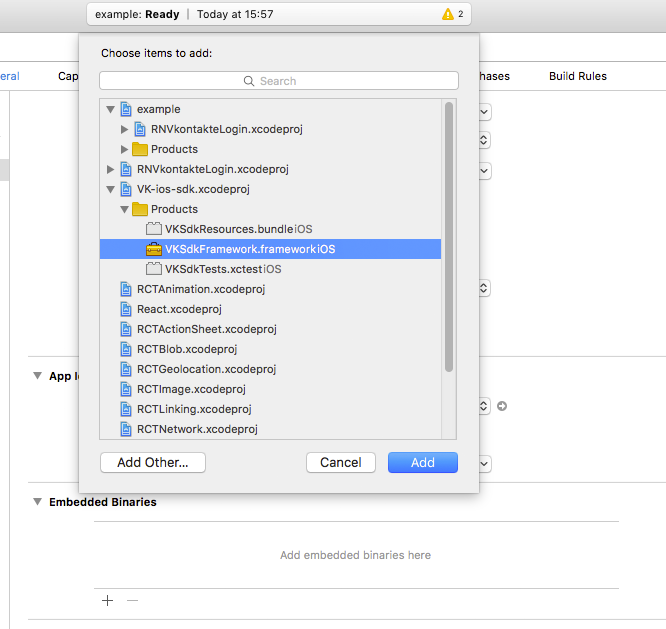 example: Ready | Today at 15:57 2
Choose items to add:
eral Cap hases Build Rules
Search
example
RNVkontakteLogin.xcodeproj
Products
RNVkontakteLogin.xcodeproj
VK-ios-sdk.xcodeproj
Products
VKSdkResources.bundle iOS
VKSdkFramework.framework iOS
VKSdkTests.xctest iOS
RCTAnimation.xcodeproj
React.xcodeproj
RCTActionSheet.xcodeproj
RCTBlob.xcodeproj
RCTGeolocation.xcodeproj
RCTImage.xcodeproj
RCTLinking.xcodeproj
RCTNetwork.xcodeproj
App I
Add Other... Cancel Add
Embedded Binaries
Add embedded binaries here